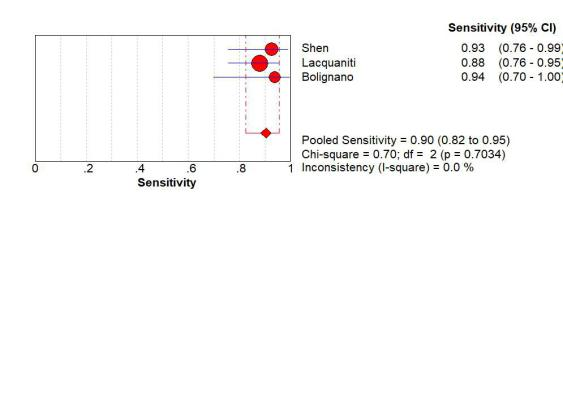 Sensitivity (95% CI)
Shen 0.93 (0.76 - 0.99)
Lacquaniti 0.88 (0.76 - 0.95)
Bolignano 0.94 (0.70 - 1.00)
Pooled Sensitivity = 0.90 (0.82 to 0.95)
Chi-square = 0.70; df = 2 (p = 0.7034)
Inconsistency (I-square) = 0.0 %
0 .2 .4 .6 .8 1
Sensitivity